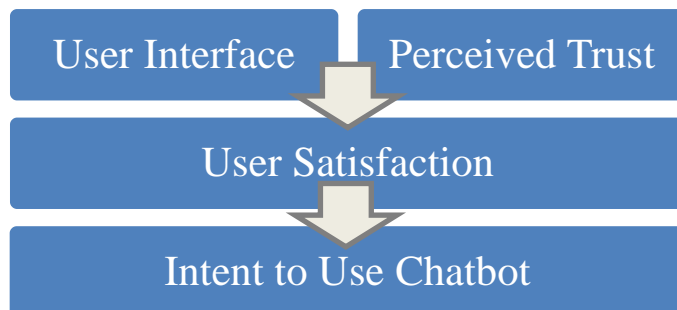 User Interface
Perceived Trust
User Satisfaction
Intent to Use Chatbot